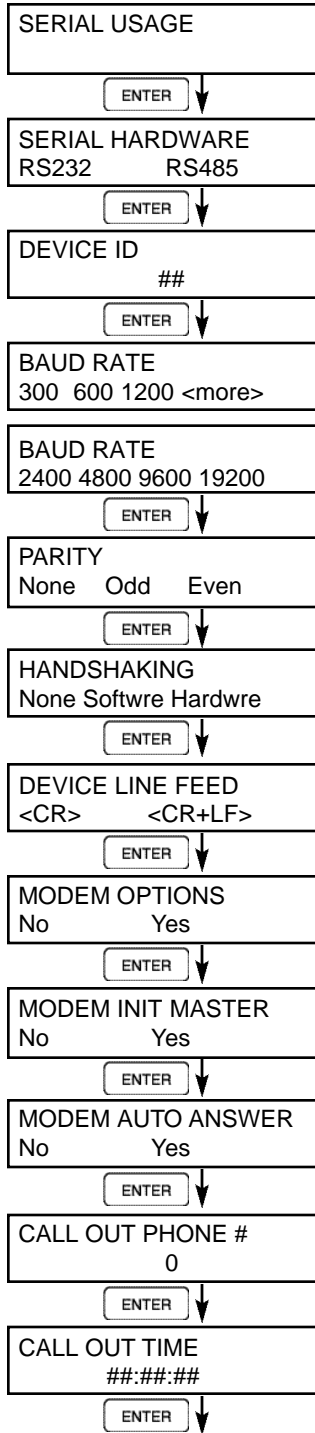 SERIAL USAGE
ENTER
SERIAL HARDWARE
RS232 RS485
ENTER
DEVICE ID
##
ENTER
BAUD RATE
300 600 1200 <more>
BAUD RATE
2400 4800 9600 19200
ENTER
PARITY
None Odd Even
ENTER
HANDSHAKING
None Softwre Hardwre
ENTER
DEVICE LINE FEED
<CR> <CR+LF>
ENTER
MODEM OPTIONS
No Yes
ENTER
MODEM INIT MASTER
No Yes
ENTER
MODEM AUTO ANSWER
No Yes
ENTER
CALL OUT PHONE #
0
ENTER
CALL OUT TIME
##:##:##
ENTER